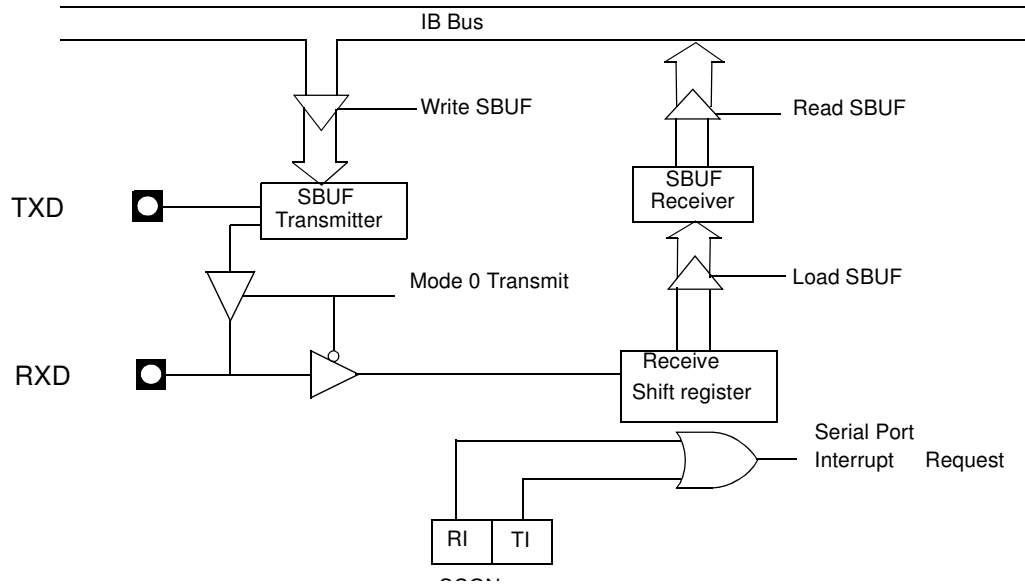 IB Bus
Write SBUF
Read SBUF
SBUF
Transmitter
SBUF
Receiver
TXD
Mode 0 Transmit
Load SBUF
RXD
Receive
Shift register
Serial Port
Interrupt Request
RI
TI